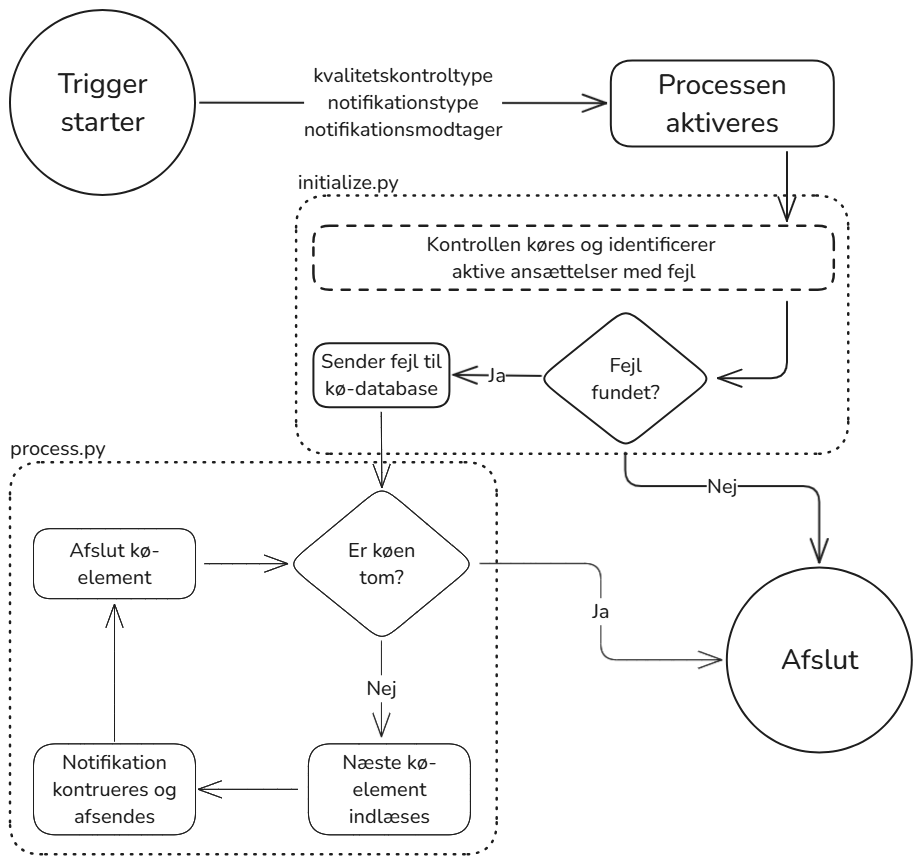 Trigger
starter
kvalitetskontroltype
notifikationstype
notifikationsmodtager
Processen
aktiveres
initialize.py
Kontrollen køres og identificerer
aktive ansættelser med fejl
Fejl
fundet?
Ja
Sender fejl til
kø-database
Nej
process.py
Er køen
tom?
Ja
Nej
Næste kø-
element
indlæses
Notifikation
kontrueres og
afsendes
Afslut kø-
element
Afslut